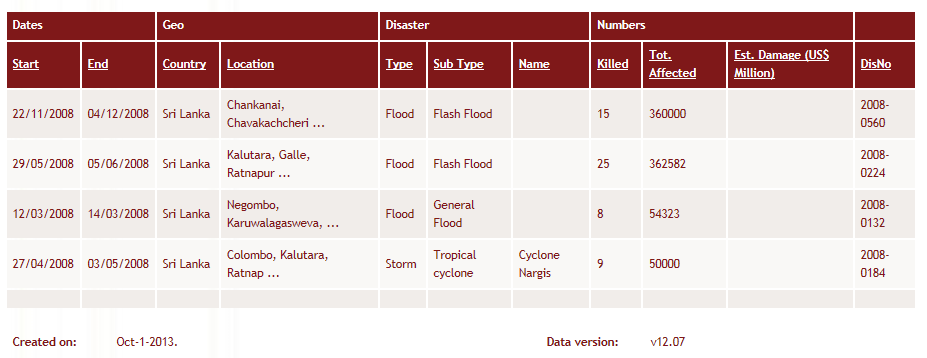 Dates Geo Disaster Numbers
Start End Country Location Type Sub Type Name Killed Tot. Affected Est. Damage (US$ Million) DisNo
22/11/2008 04/12/2008 Sri Lanka Chankanai, Chavakachcheri ... Flood Flash Flood 15 360000 2008-0560
29/05/2008 05/06/2008 Sri Lanka Kalutara, Galle, Ratnapur ... Flood Flash Flood 25 362582 2008-0224
12/03/2008 14/03/2008 Sri Lanka Negombo, Karuwalagasweva, ... Flood General Flood 8 54323 2008-0132
27/04/2008 03/05/2008 Sri Lanka Colombo, Kalutara, Ratnap ... Storm Tropical cyclone Cyclone Nargis 9 50000 2008-0184
Created on: Oct-1-2013. Data version: v12.07